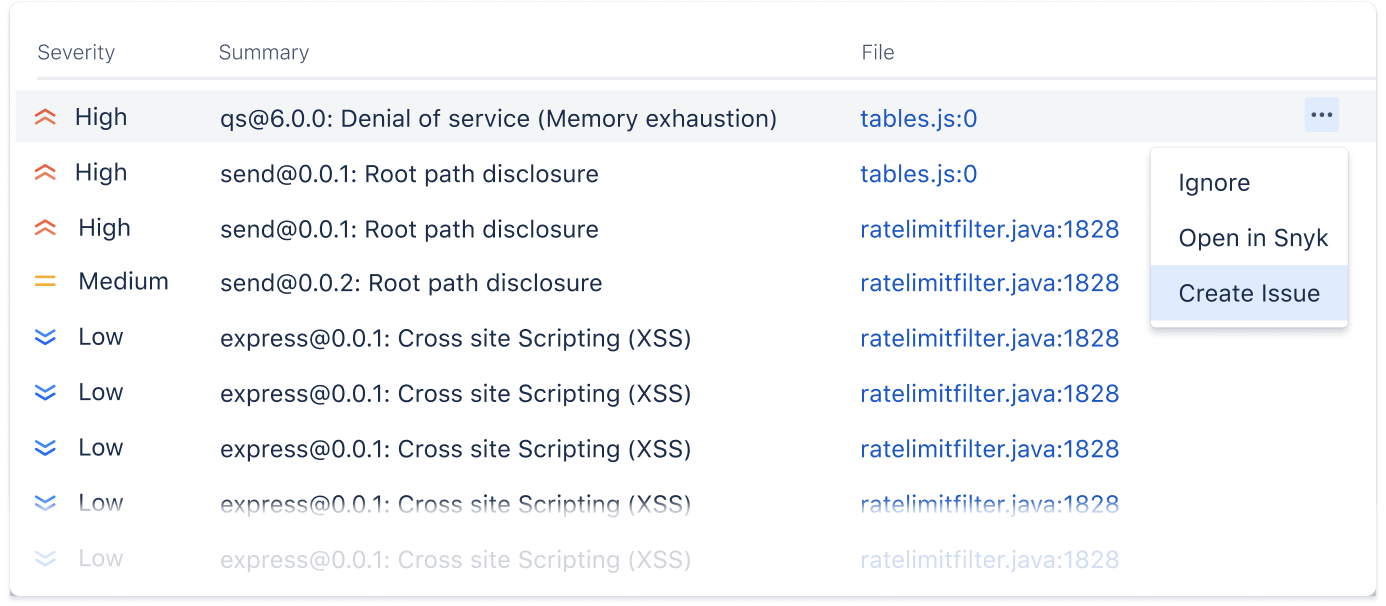 Severity Summary File
High qs@6.0.0: Denial of service (Memory exhaustion) tables.js:0
High send@0.0.1: Root path disclosure tables.js:0
Ignore
High send@0.0.1: Root path disclosure ratelimitfilter.java:1828
Open in Snyk
Medium send@0.0.2: Root path disclosure ratelimitfilter.java:1828
Create Issue
Low express@0.0.1: Cross site Scripting (XSS) ratelimitfilter.java:1828
Low express@0.0.1: Cross site Scripting (XSS) ratelimitfilter.java:1828
Low express@0.0.1: Cross site Scripting (XSS) ratelimitfilter.java:1828
Low express@0.0.1: Cross site Scripting (XSS) ratelimitfilter.java:1828
Low express@0.0.1: Cross site Scripting (XSS) ratelimitfilter.java:1828